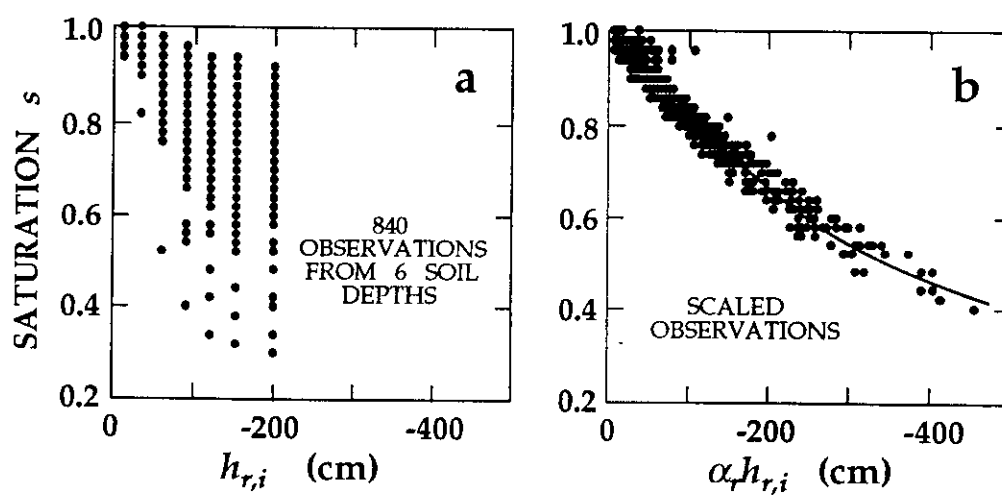 a
SATURATION s
1.0
0.8
0.6
0.4
0.2
840
OBSERVATIONS
FROM 6 SOIL
DEPTHS
0
-200
-400
h_{r,i} (cm)
b
1.0
0.8
0.6
0.4
0.2
SCALED
OBSERVATIONS
0
-200
-400
α_r h_{r,i} (cm)